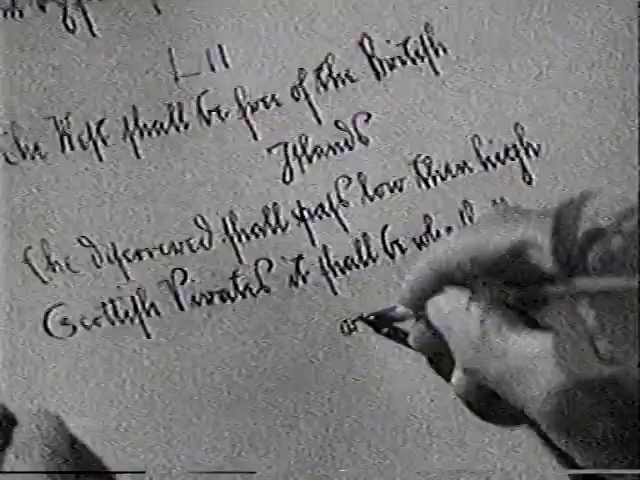 LII
The West shall be free of the British
Islands
The discovered shall pass low then high
Scottish Pirates it shall be